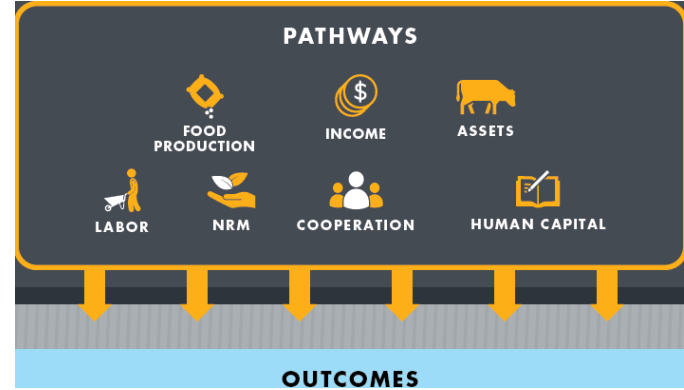 PATHWAYS
$
FOOD
PRODUCTION
INCOME
ASSETS
LABOR
NRM
COOPERATION
HUMAN CAPITAL
OUTCOMES